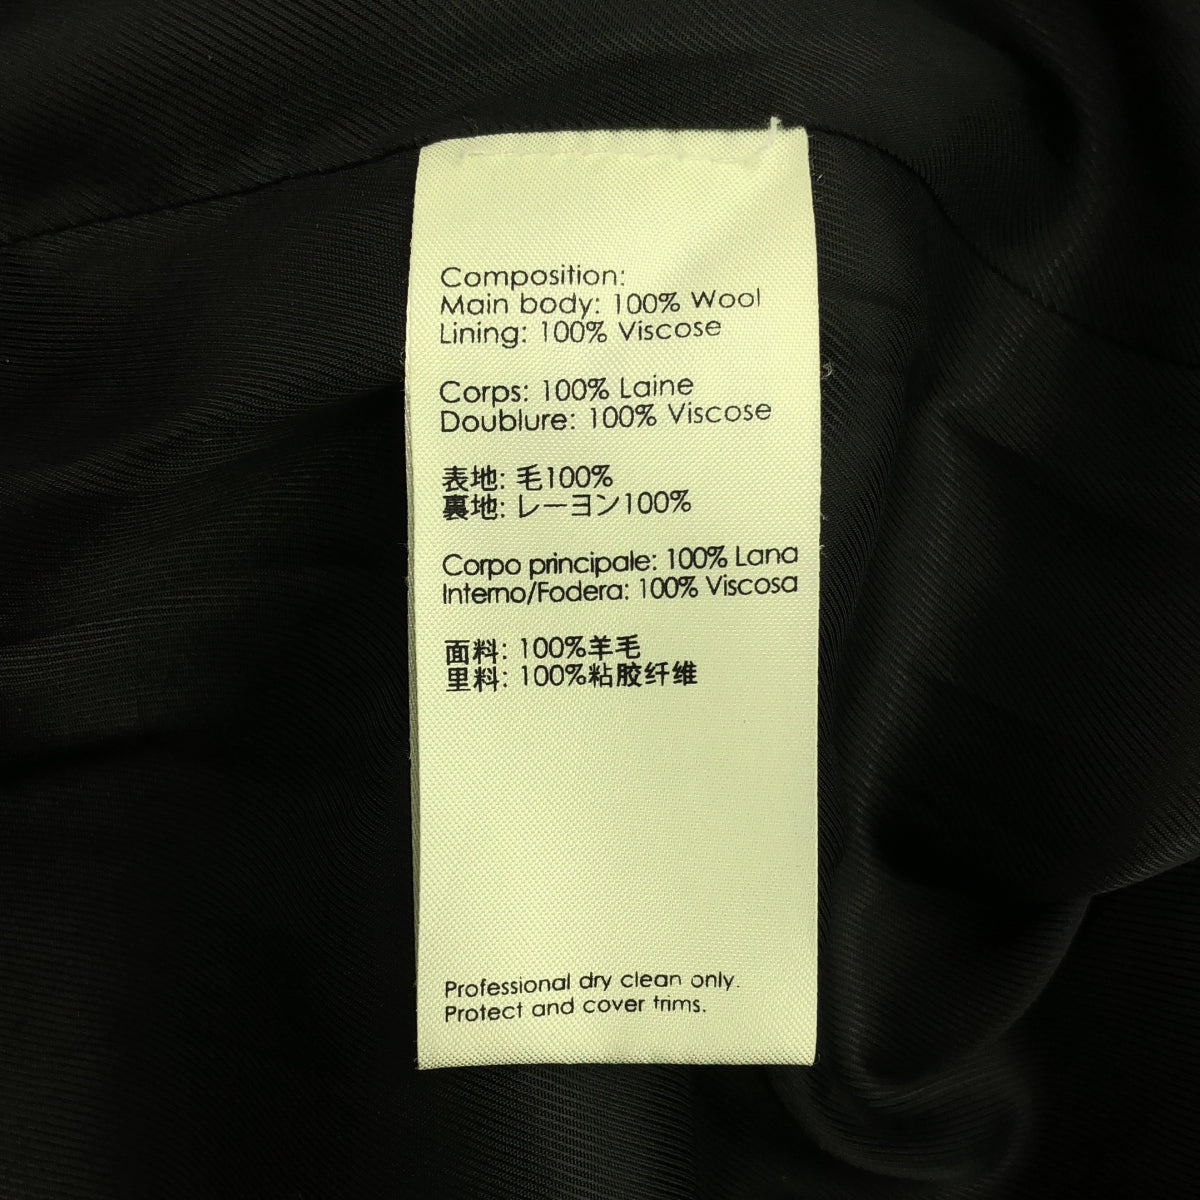 Composition:
Main body: 100% Wool
Lining: 100% Viscose
Corps: 100% Laine
Doublure: 100% Viscose
表地: 毛100%
裏地: レーヨン100%
Corpo principale: 100% Lana
Interno/Fodera: 100% Viscosa
面料: 100%羊毛
里料: 100%粘胶纤维
Professional dry clean only.
Protect and cover trims.